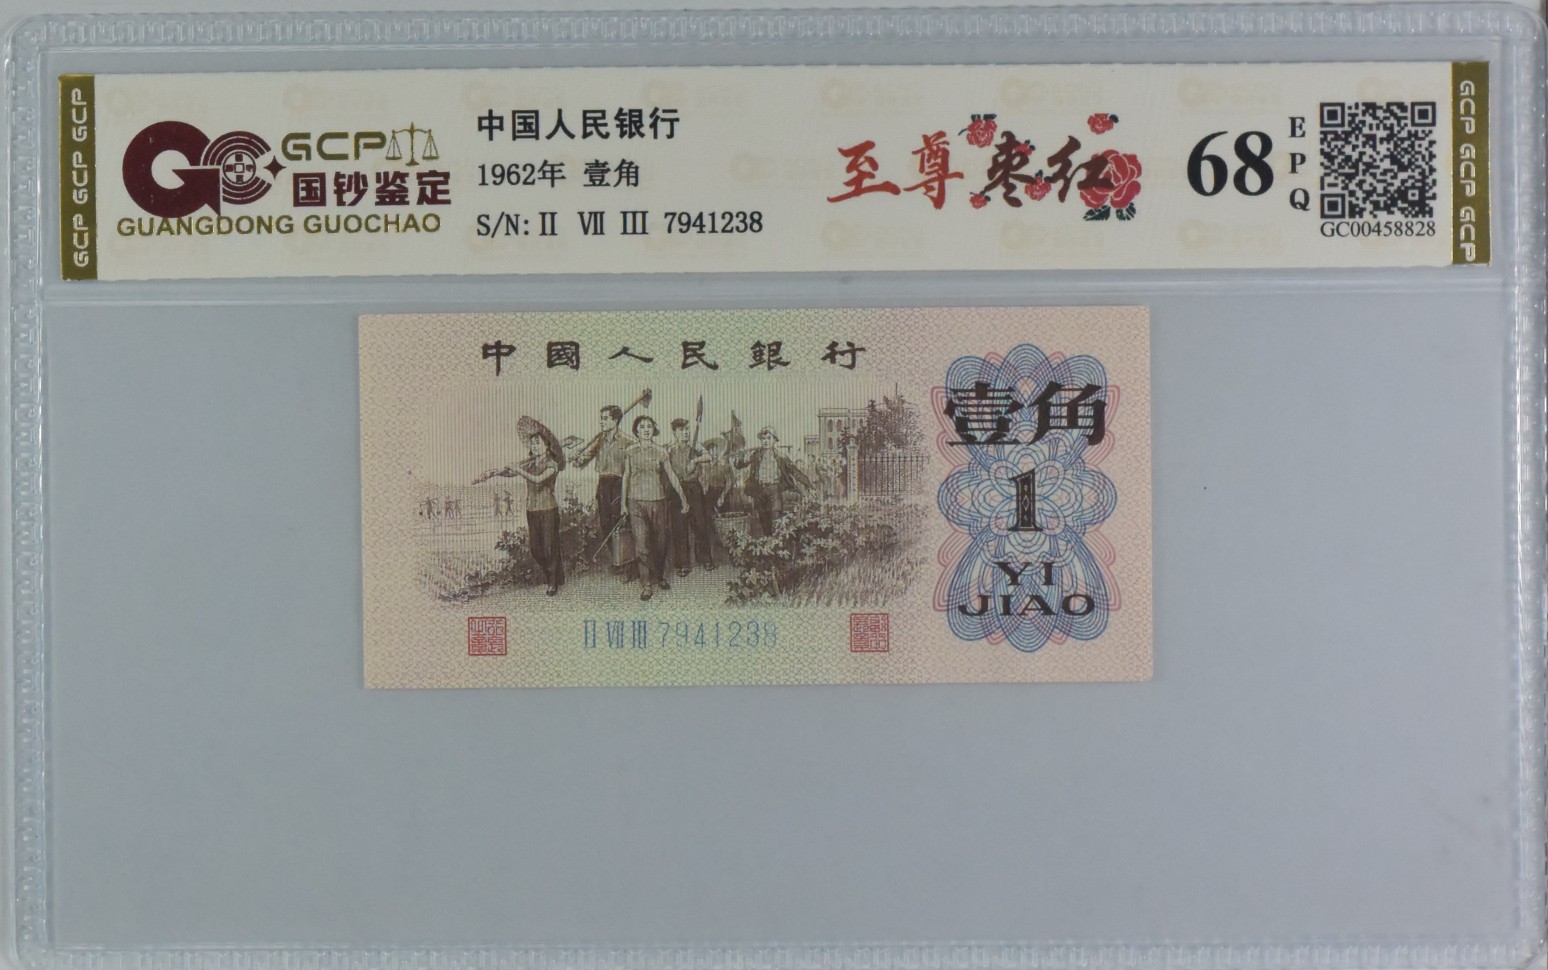 GCP GCP GCP
GCP
国钞鉴定
GUANGDONG GUOCHAO
中国人民银行
1962年 壹角
S/N: II VII III 7941238
至尊枣红
68
EPQ
GC00458828
GCP GCP GCP
中國人民銀行
壹角
1
YI
JIAO
II VII III 7941238